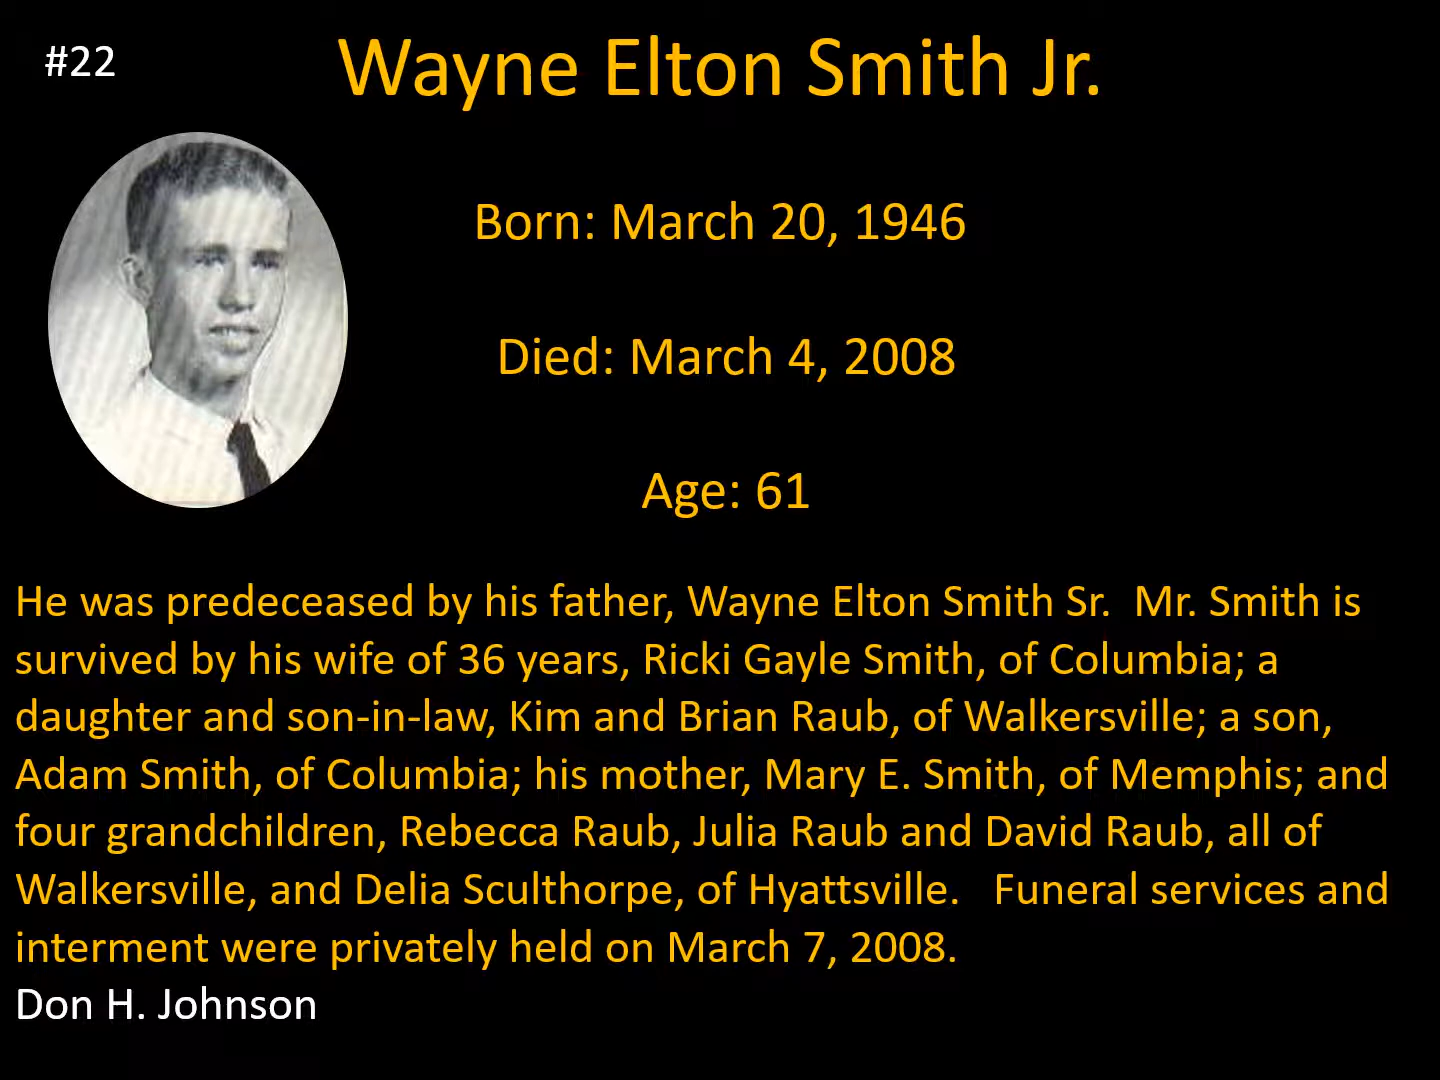 #22
Wayne Elton Smith Jr.
Born: March 20, 1946
Died: March 4, 2008
Age: 61
He was predeceased by his father, Wayne Elton Smith Sr.  Mr. Smith is
survived by his wife of 36 years, Ricki Gayle Smith, of Columbia; a
daughter and son-in-law, Kim and Brian Raub, of Walkersville; a son,
Adam Smith, of Columbia; his mother, Mary E. Smith, of Memphis; and
four grandchildren, Rebecca Raub, Julia Raub and David Raub, all of
Walkersville, and Delia Sculthorpe, of Hyattsville.   Funeral services and
interment were privately held on March 7, 2008.
Don H. Johnson